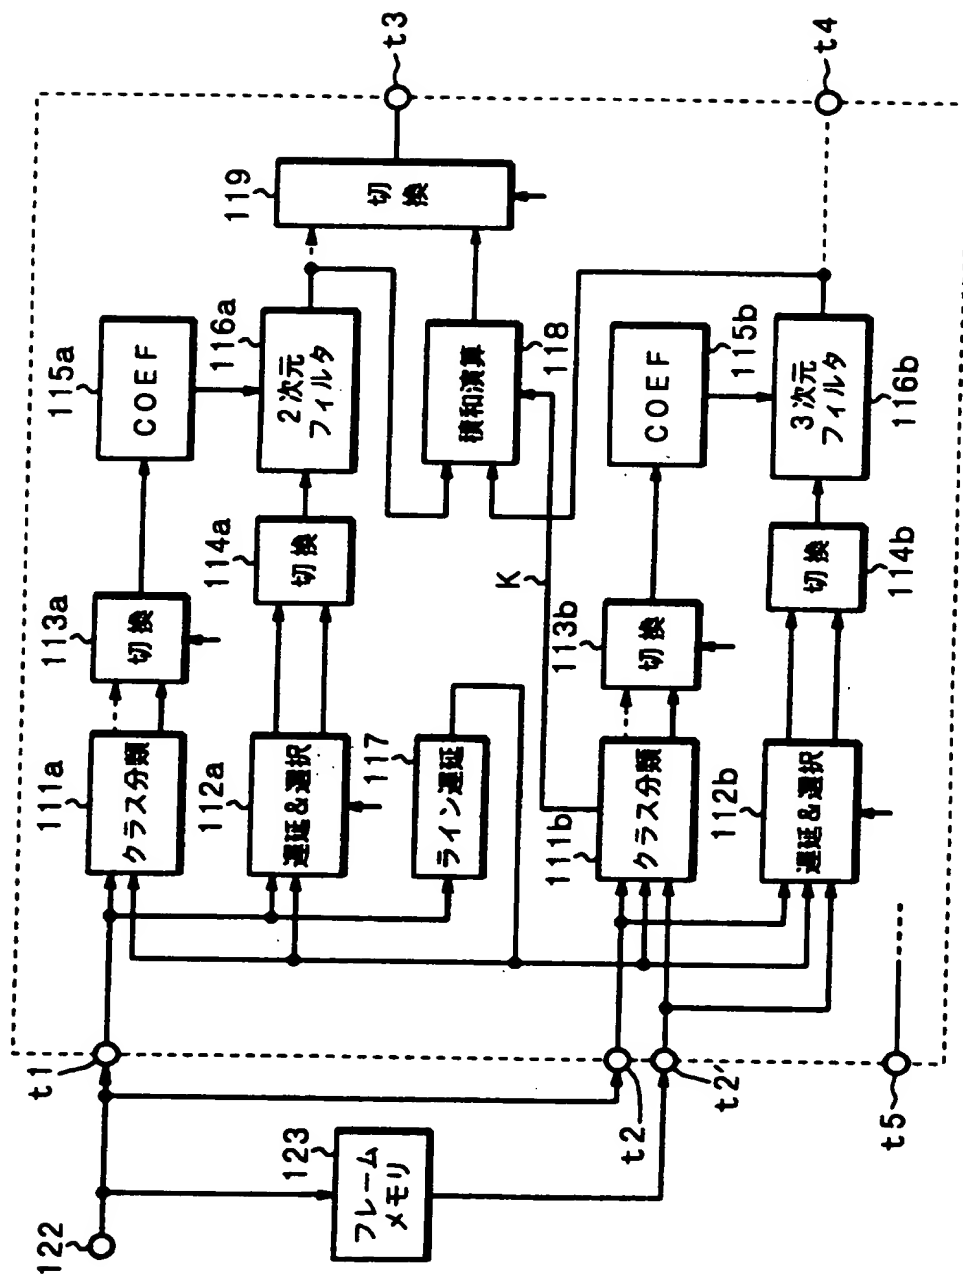 122
123
フレーム
メモリ
t1
t2
t2'
t5
111a
クラス分類
112a
遅延&選択
117
ライン遅延
111b
クラス分類
112b
遅延&選択
113a
切換
114a
切換
K
113b
切換
114b
切換
115a
COEF
116a
2次元
フィルタ
118
積和演算
115b
COEF
116b
3次元
フィルタ
119
切換
t3
t4